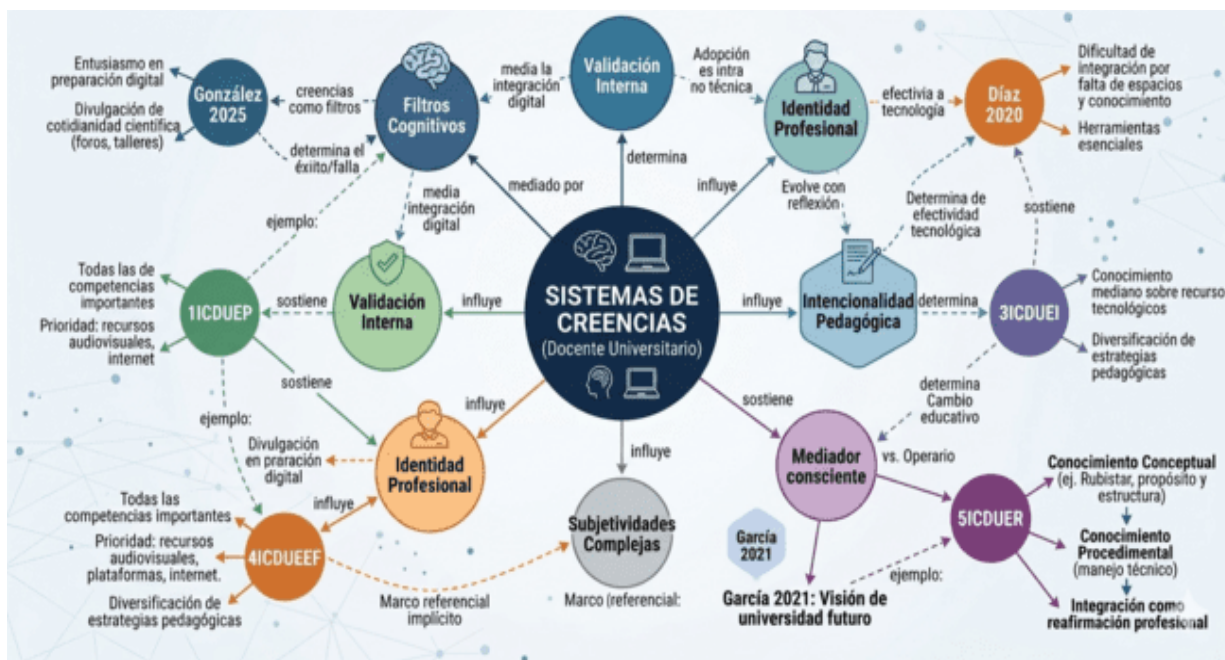 Entusiasmo en
preparación digital
Divulgación de
cotidianidad científica
(foros, talleres)
González
2025
creencias
como filtros
determina el
éxiito/falla
Filtros
Cognitivos
media la
integración
digital
Validación
Interna
Adopción
es intra
no técnica
Identidad
Profesional
efectivia a
tecnología
Díaz
2020
Dificultad de
integración por
falta de espacios
y conocimiento
Herramientas
esenciales
ejemplo:
media
integración
digital
mediado por
determina
influye
Evolve con
reflexión
Determina de
efectividad
tecnológica
sostiene
Todas las de
competencias
importantes
Prioridad: recursos
audiovisuales,
internet
1ICDUEP
sostiene
Validación
Interna
influye
SISTEMAS DE
CREENCIAS
(Docente Universitario)
influye
Intencionalidad
Pedagógica
determina
3ICDUEI
Conocimiento
mediano sobre recurso
tecnológicos
Diversificación de
estrategias
pedagógicas
sostiene
ejemplo:
influye
sostiene
determina
Cambio
educativo
Divulgación
en praración
digital
Identidad
Profesional
influye
influye
Mediador
consciente
vs. Operario
Todas las
competencias importantes
Prioridad: recursos
audiovisuales,
plataformas, internet.
Diversificación de
estrategias pedagógicas
4ICDUEEF
Marco referencial
implícito
Subjetividades
Complejas
Marco (referencial:
García
2021
García 2021: Visión de
universidad futuro
ejemplo:
5ICDUER
Conocimiento Conceptual
(ej. Rubistar, propósito y
estructura)
Conocimiento
Procedimental
(manejo técnico)
Integración como
reafirmación profesional